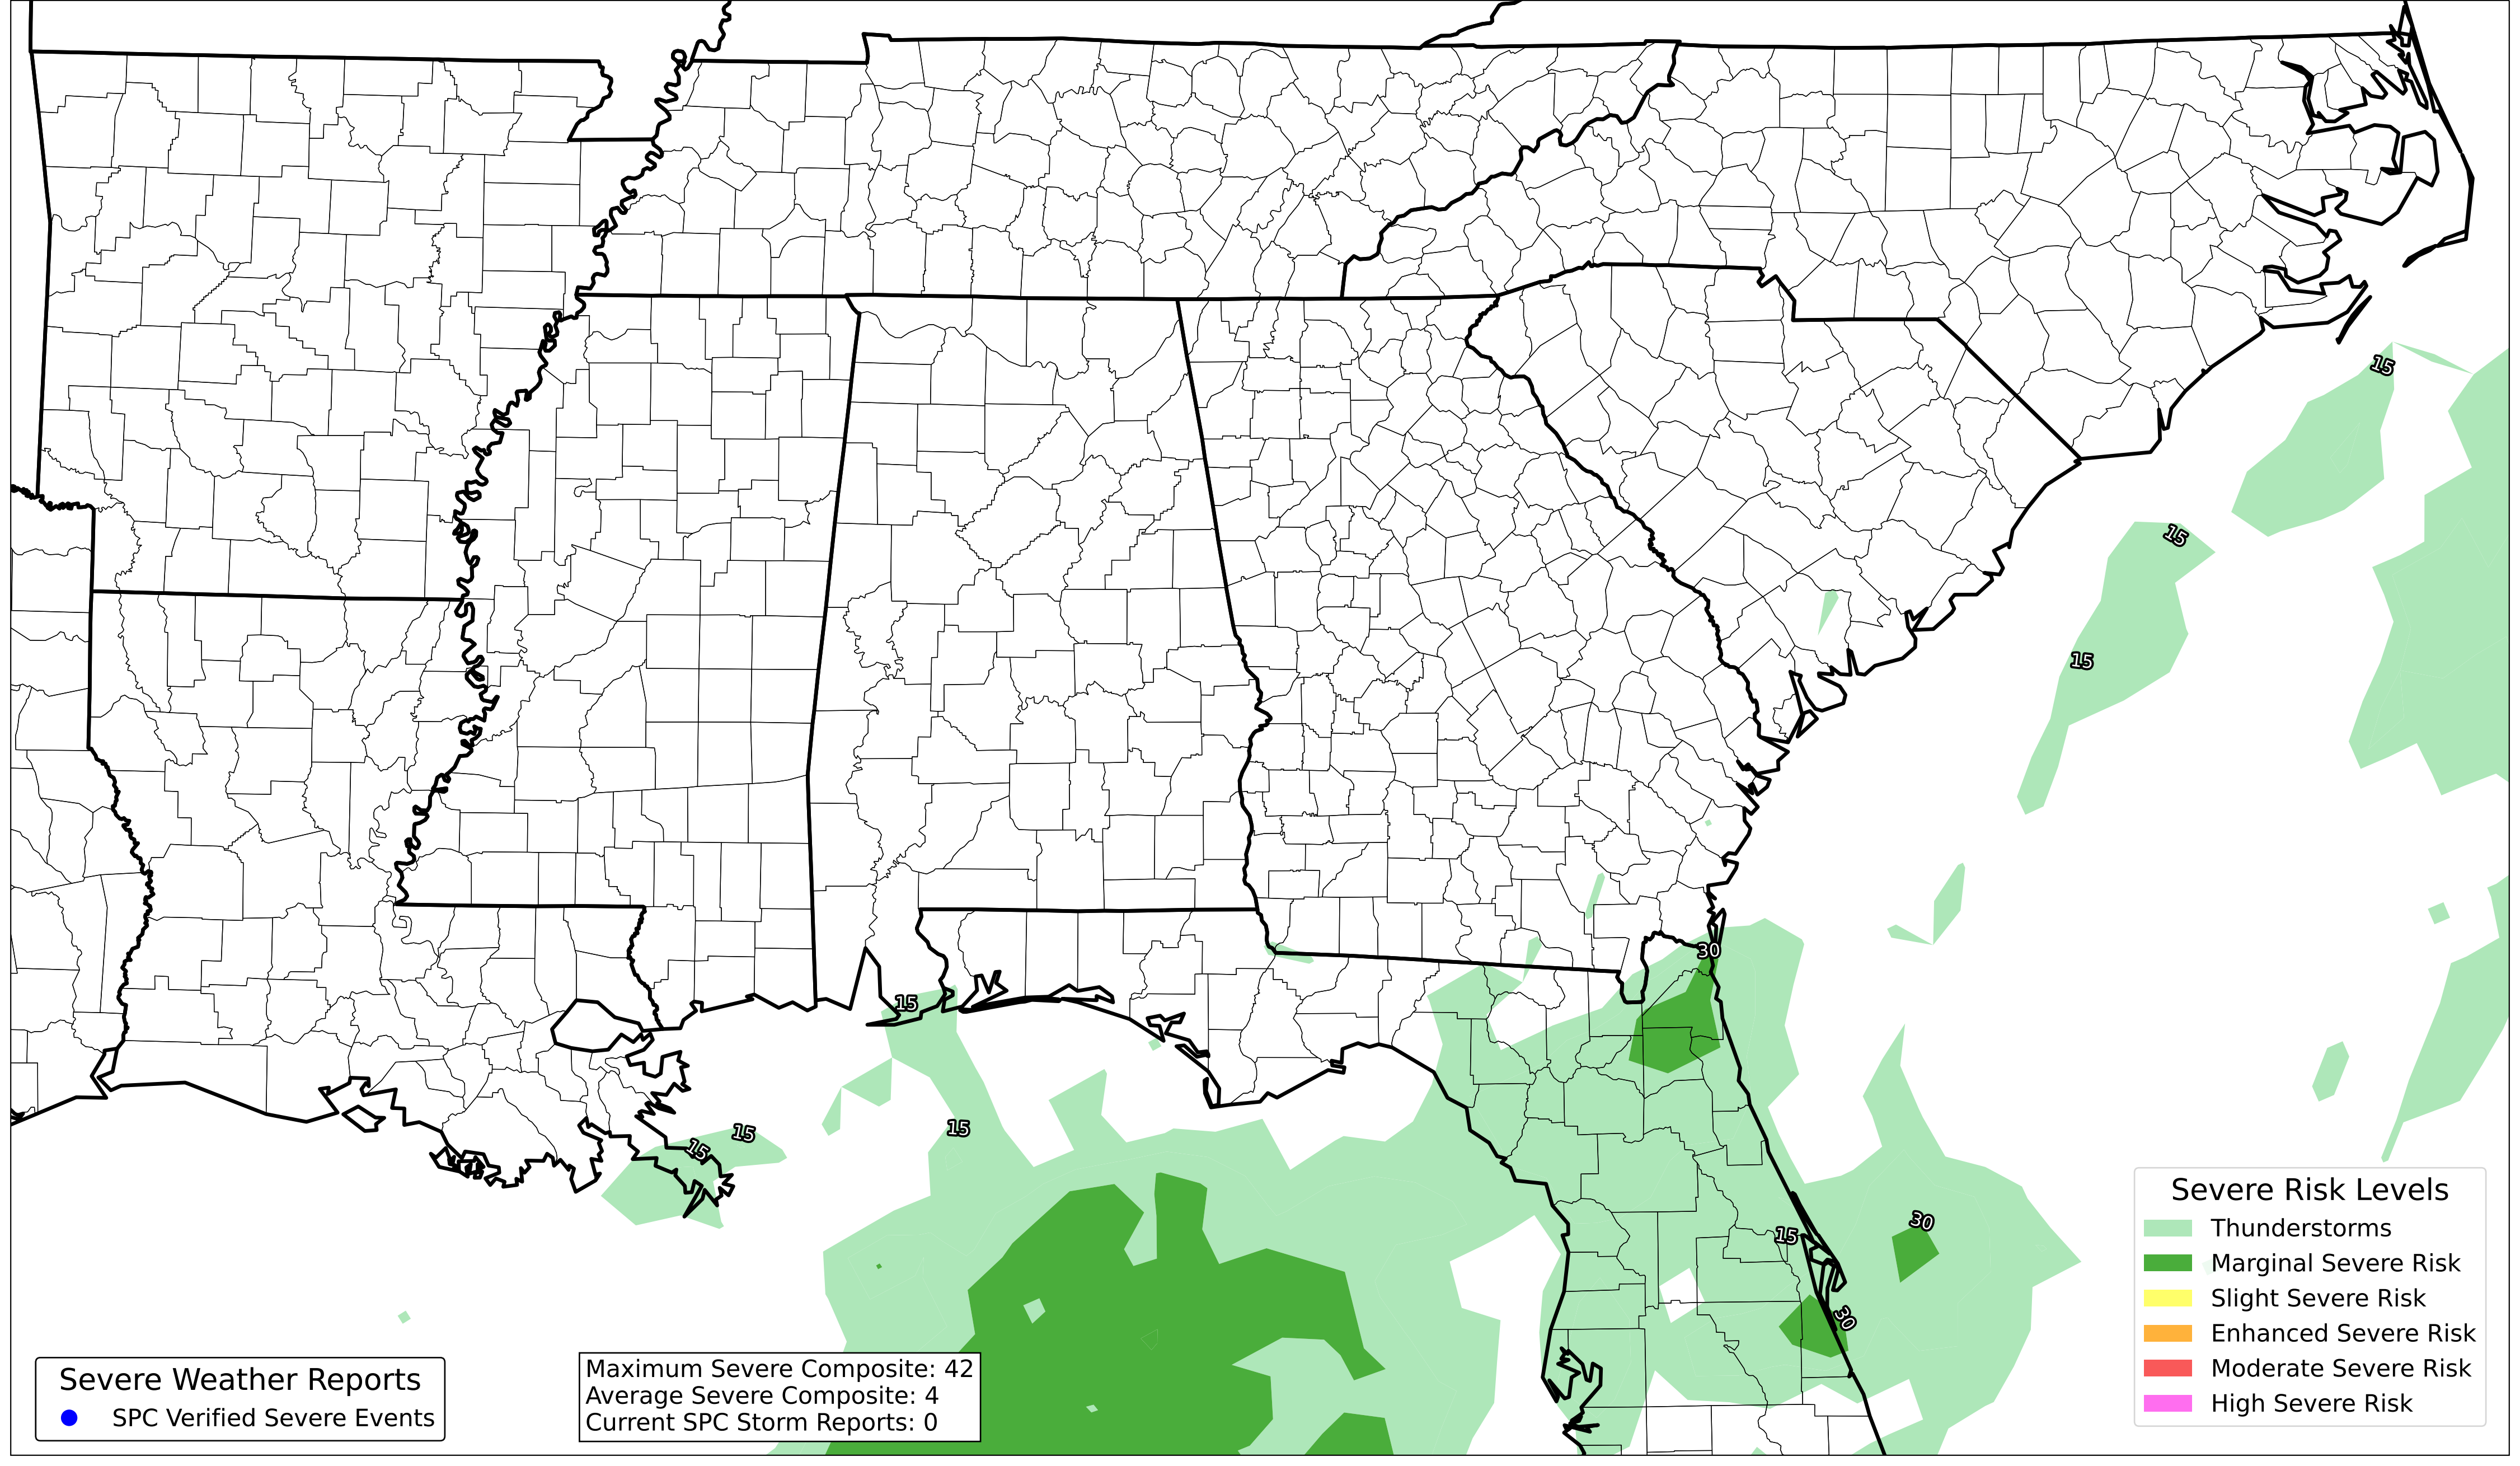 15
15
15
30
15
15
15
15
30
15
30
Severe Risk Levels
Thunderstorms
Marginal Severe Risk
Slight Severe Risk
Enhanced Severe Risk
Moderate Severe Risk
High Severe Risk
Severe Weather Reports
SPC Verified Severe Events
Maximum Severe Composite: 42
Average Severe Composite: 4
Current SPC Storm Reports: 0